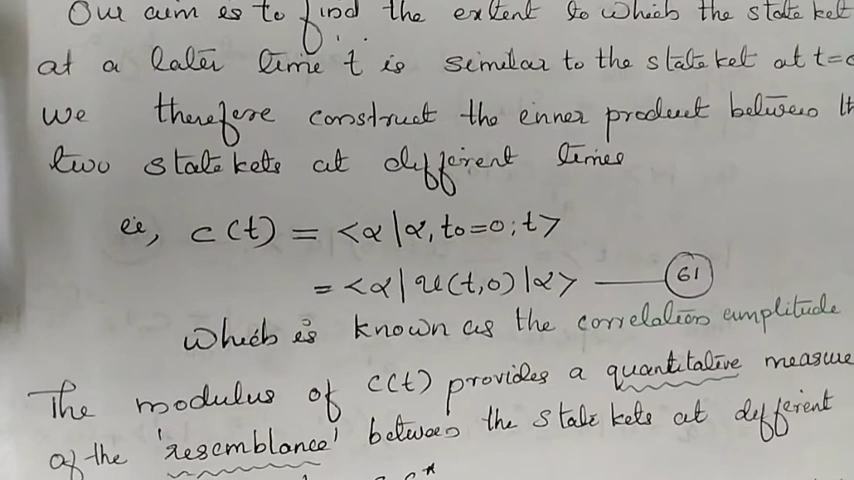 Our aim is to find the extent to which the state ket
at a later time t is similar to the state ket at t=0
we therefore construct the inner product between
two state kets at different times
ie, c(t) = <α|α, t₀=0;t>
= <α|𝒰(t,0)|α> —— 61
which is known as the correlation amplitude
The modulus of c(t) provides a quantitative measure
of the 'resemblance' between the state kets at different